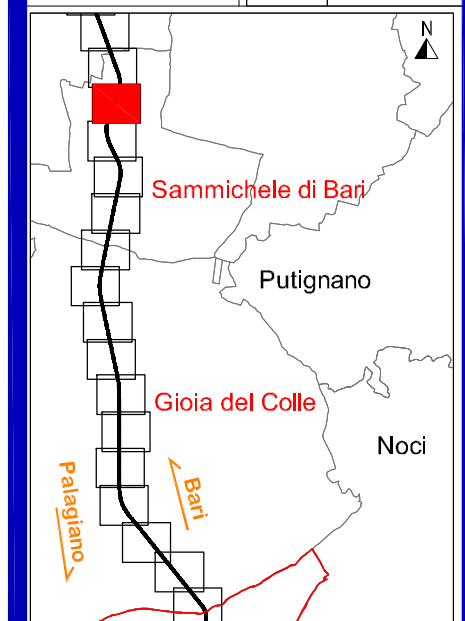 N
Sammichele di Bari
Putignano
Gioia del Colle
Noci
Bari
Palagiano